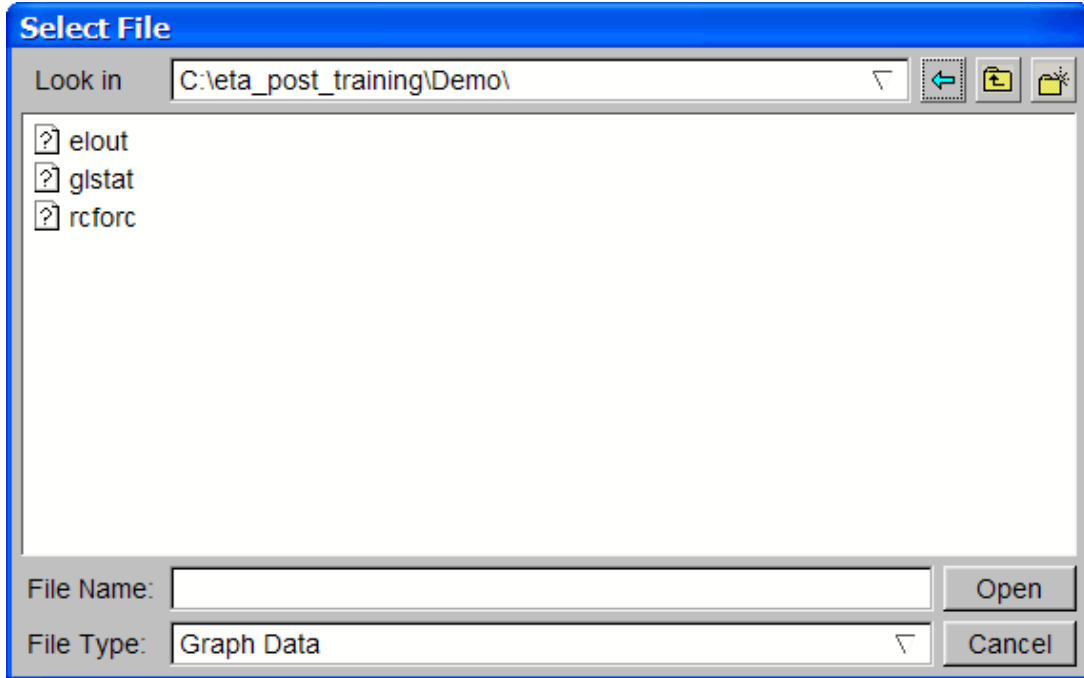 Select File
Look in C:\eta_post_training\Demo\
elout
glstat
rcforc
File Name: Open
File Type: Graph Data Cancel